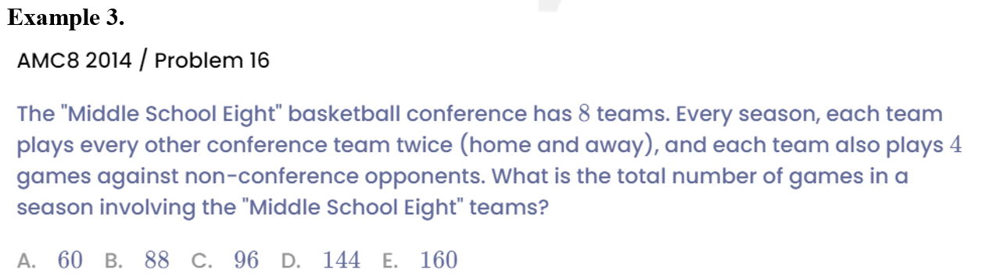 Example 3.
AMC8 2014 / Problem 16
The "Middle School Eight" basketball conference has 8 teams. Every season, each team
plays every other conference team twice (home and away), and each team also plays 4
games against non-conference opponents. What is the total number of games in a
season involving the "Middle School Eight" teams?
A. 60 B. 88 C. 96 D. 144 E. 160